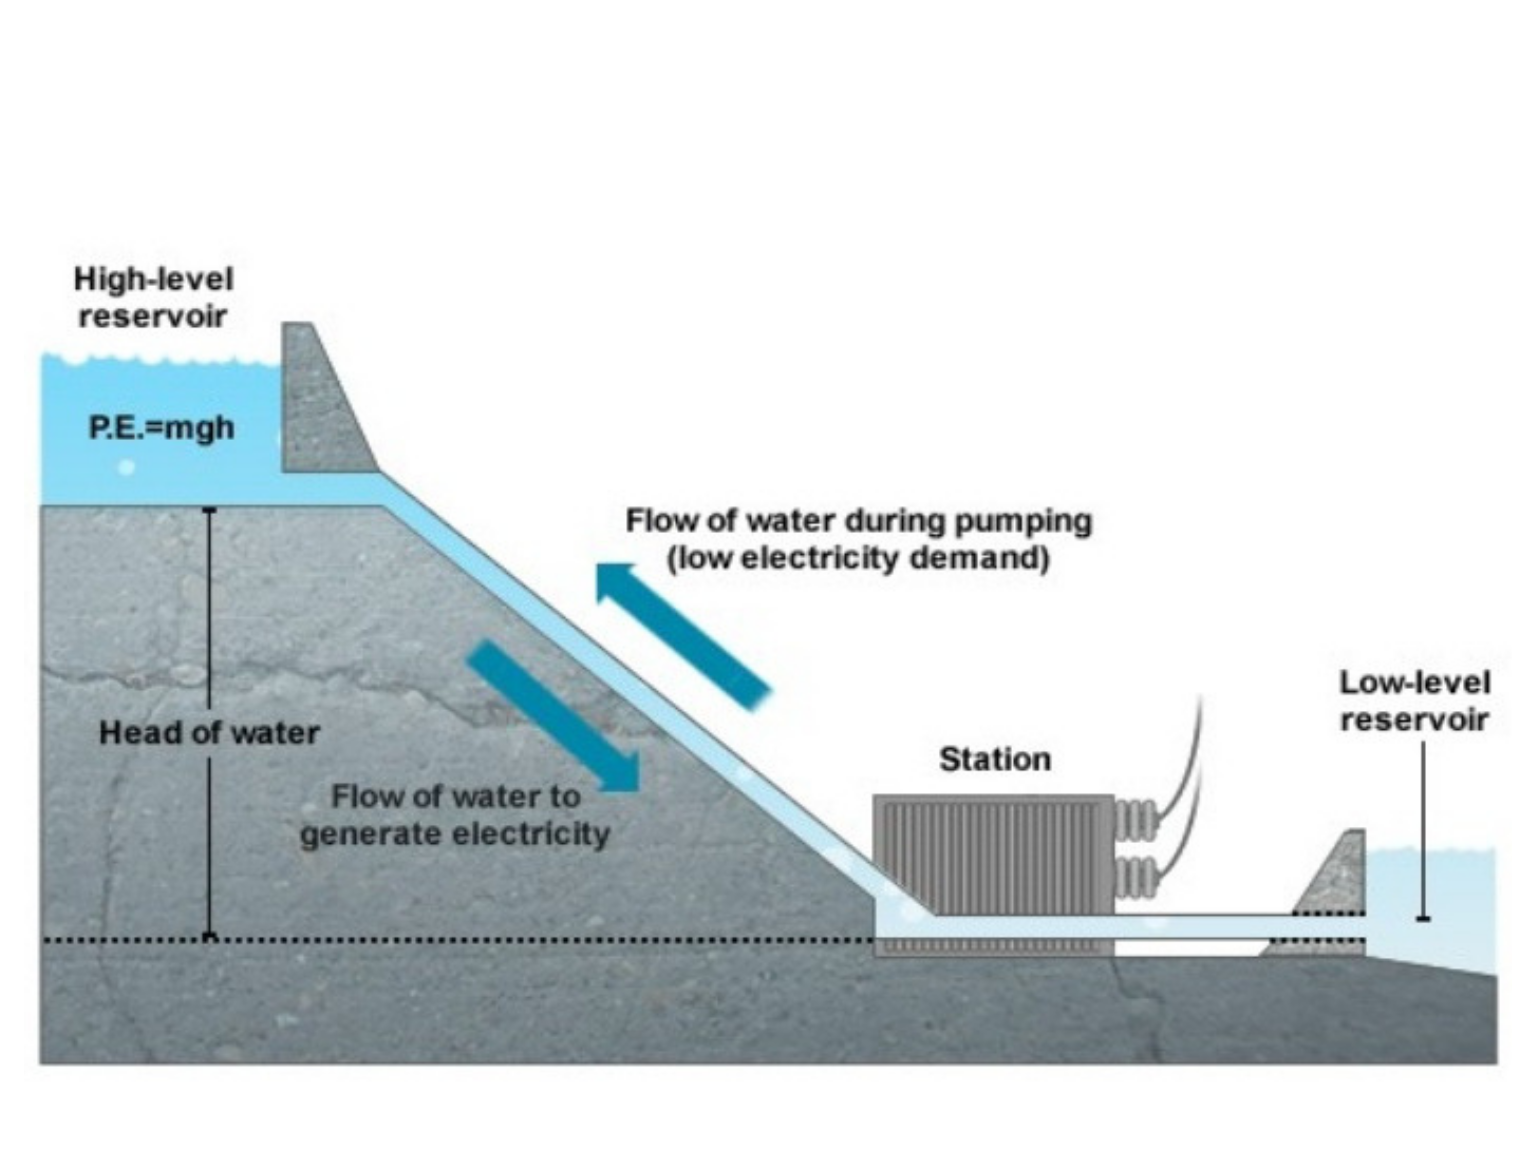 High-level
reservoir
P.E.=mgh
Flow of water during pumping
(low electricity demand)
Low-level
reservoir
Head of water
Station
Flow of water to
generate electricity